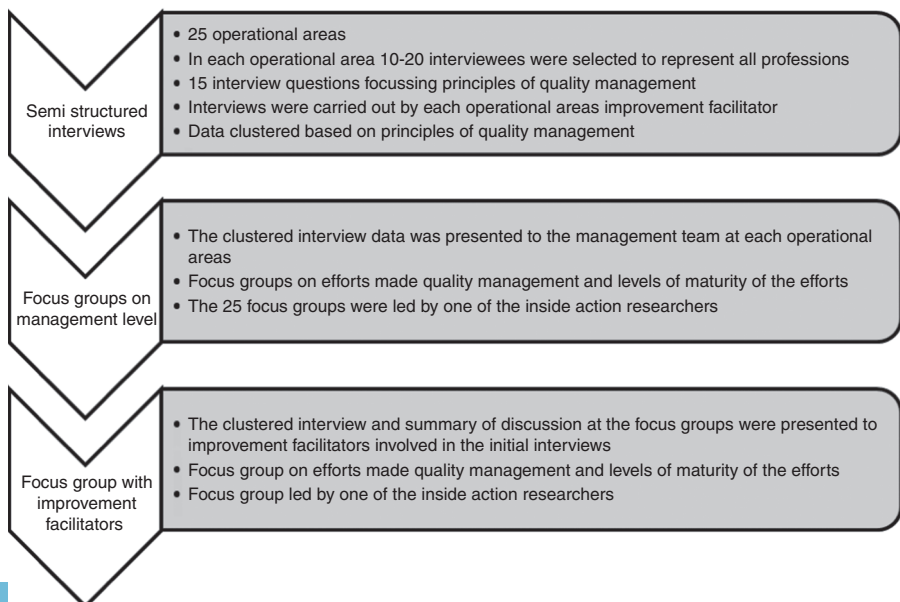 Semi structured
interviews
• 25 operational areas
• In each operational area 10-20 interviewees were selected to represent all professions
• 15 interview questions focussing principles of quality management
• Interviews were carried out by each operational areas improvement facilitator
• Data clustered based on principles of quality management
Focus groups on
management level
• The clustered interview data was presented to the management team at each operational
areas
• Focus groups on efforts made quality management and levels of maturity of the efforts
• The 25 focus groups were led by one of the inside action researchers
Focus group with
improvement
facilitators
• The clustered interview and summary of discussion at the focus groups were presented to
improvement facilitators involved in the initial interviews
• Focus group on efforts made quality management and levels of maturity of the efforts
• Focus group led by one of the inside action researchers